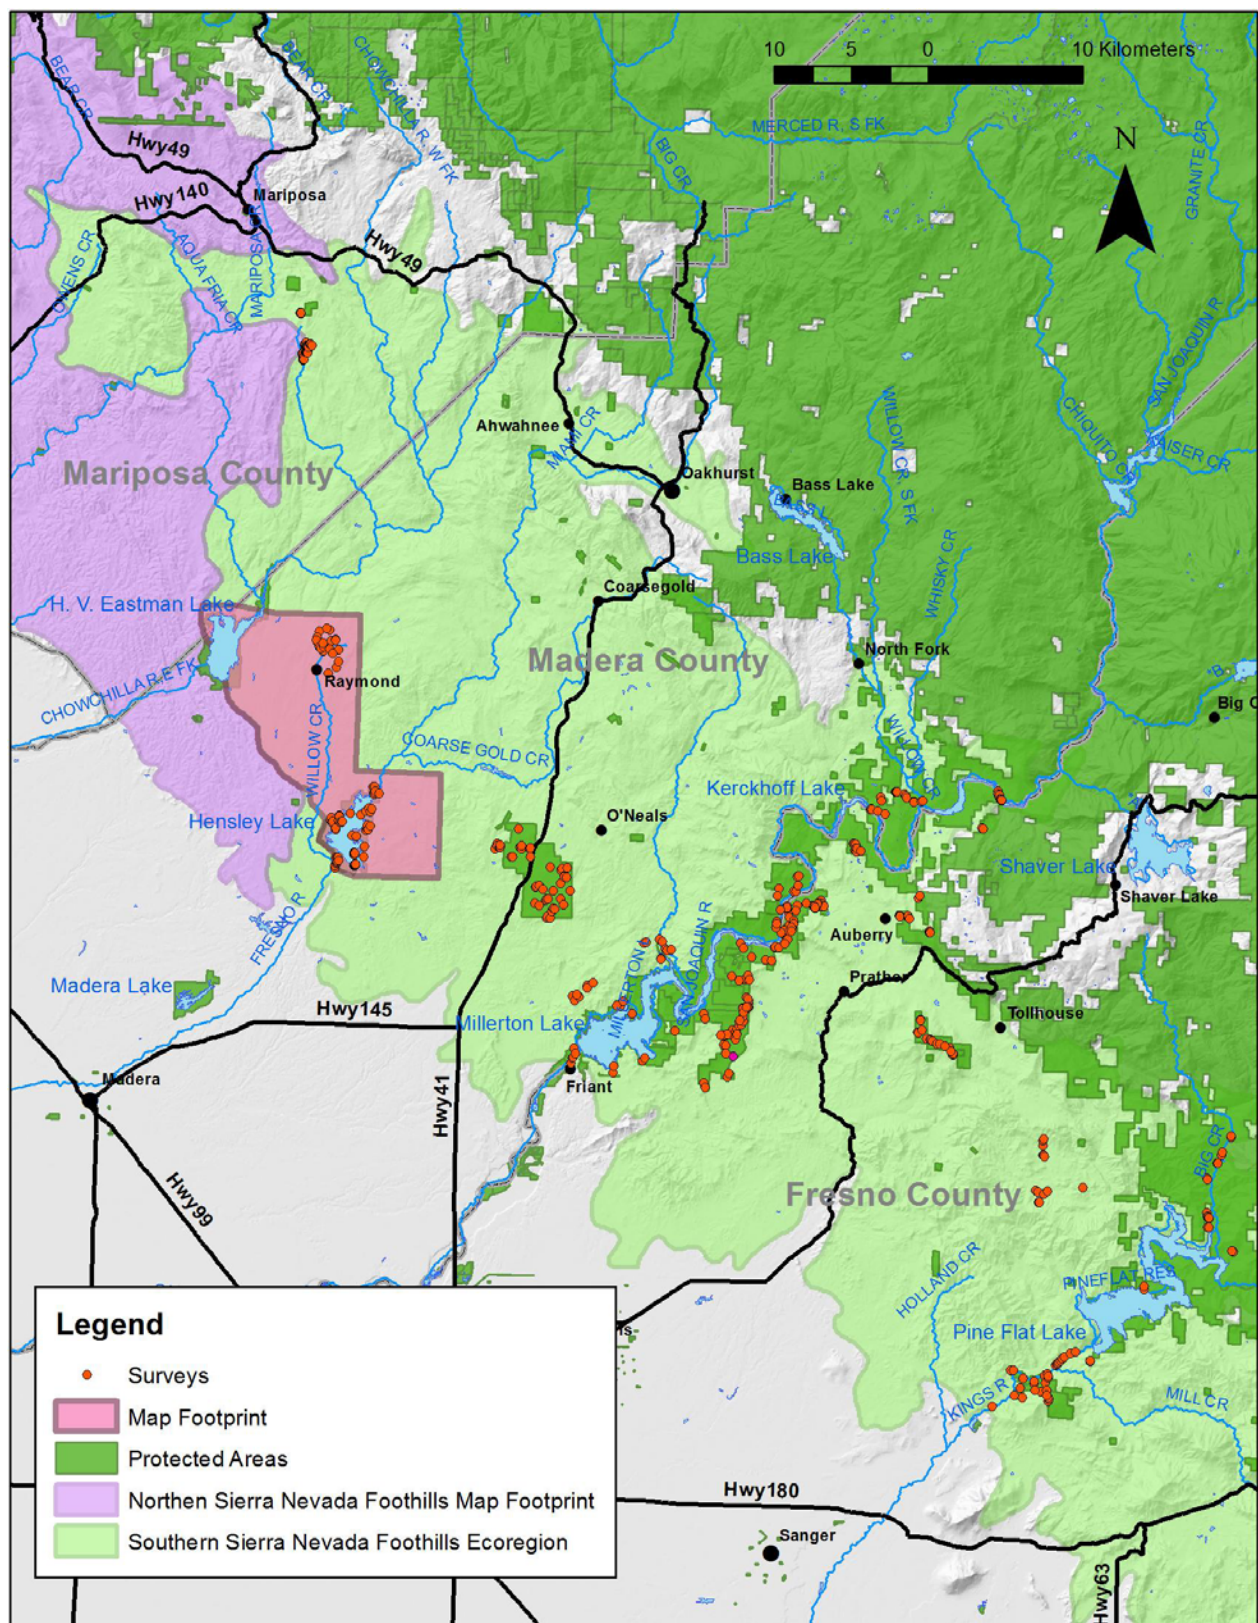 10 5 0 10 Kilometers
BEAR CR
BEAR CR
CHOWCHILLA R, W FK
MERCED R, S FK
BIG CR
GRANITE CR
N
Hwy49
Hwy140
Mariposa
Hwy49
OWENS CR
AQUA FRIA CR
MARIPOSA
SAN JOAQUIN R
Ahwahnee
MIAMI CR
Oakhurst
WILLOW CR, S FK
CHIQUITO CR
KAISER CR
Mariposa County
Bass Lake
BASS L
Bass Lake
WHISKY CR
H. V. Eastman Lake
Coarsegold
Madera County
North Fork
CHOWCHILLA R, E FK
Raymond
Big C
WILLOW CR
COARSE GOLD CR
WILLOW CR
Kerckhoff Lake
Hensley Lake
O'Neals
Shaver Lake
Shaver Lake
FRESNO R
SAN JOAQUIN R
Auberry
Prather
Madera Lake
Hwy145
Millerton Lake
MILLERTON
Tollhouse
Madera
Hwy41
Friant
Hwy99
Fresno County
BIG CR
HOLLAND CR
PINEFLAT RES
Pine Flat Lake
KINGS R
MILL CR
Hwy180
Sanger
Hwy63
Legend
Surveys
Map Footprint
Protected Areas
Northen Sierra Nevada Foothills Map Footprint
Southern Sierra Nevada Foothills Ecoregion